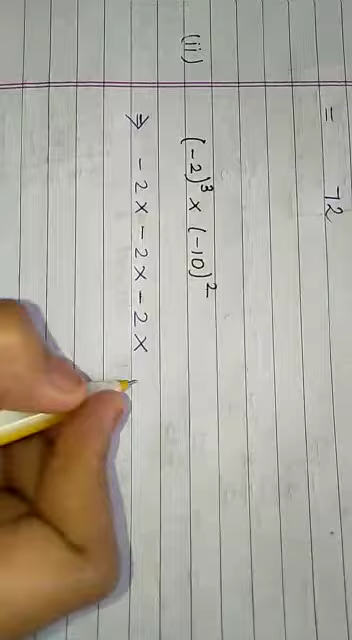 = 72
(ii) (-2)³ × (-10)²
⇒ -2 × -2 × -2 ×